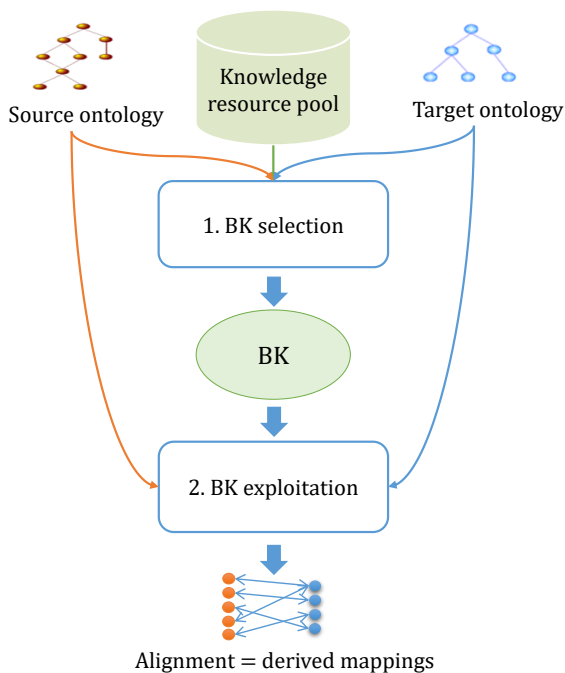 Knowledge
resource pool
Source ontology
Target ontology
1. BK selection
BK
2. BK exploitation
Alignment = derived mappings